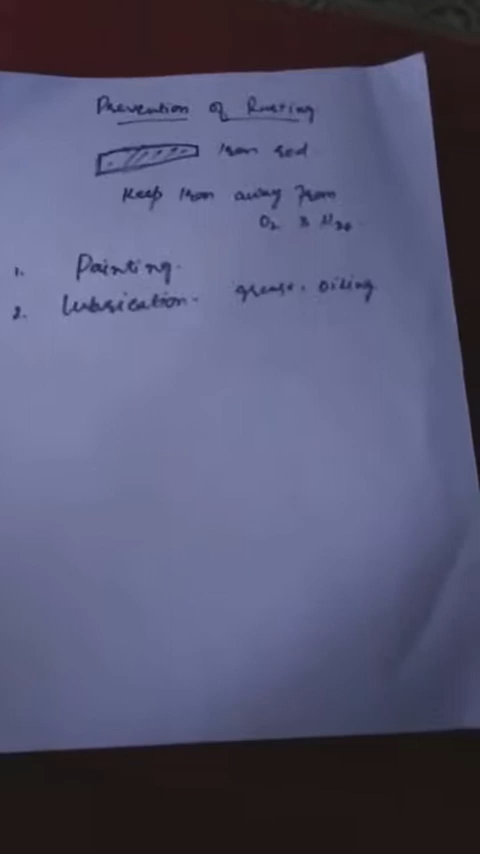 Prevention of Rusting
Iron rod
Keep Iron away from
O2 & H2O
1. Painting.
2. Lubrication. grease, oiling